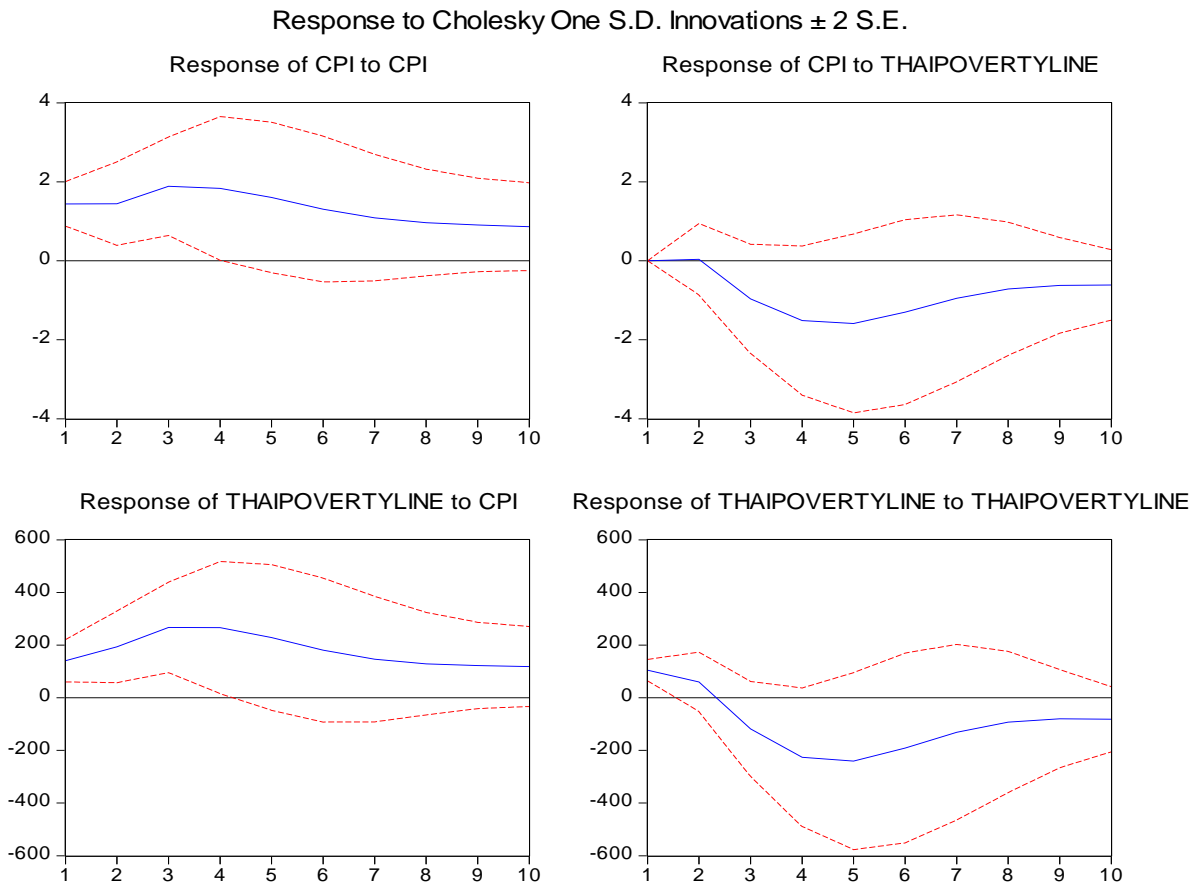 Response to Cholesky One S.D. Innovations ± 2 S.E.
Response of CPI to CPI
4
2
0
-2
-4
1 2 3 4 5 6 7 8 9 10
Response of CPI to THAIPOVERTYLINE
4
2
0
-2
-4
1 2 3 4 5 6 7 8 9 10
Response of THAIPOVERTYLINE to CPI
600
400
200
0
-200
-400
-600
1 2 3 4 5 6 7 8 9 10
Response of THAIPOVERTYLINE to THAIPOVERTYLINE
600
400
200
0
-200
-400
-600
1 2 3 4 5 6 7 8 9 10